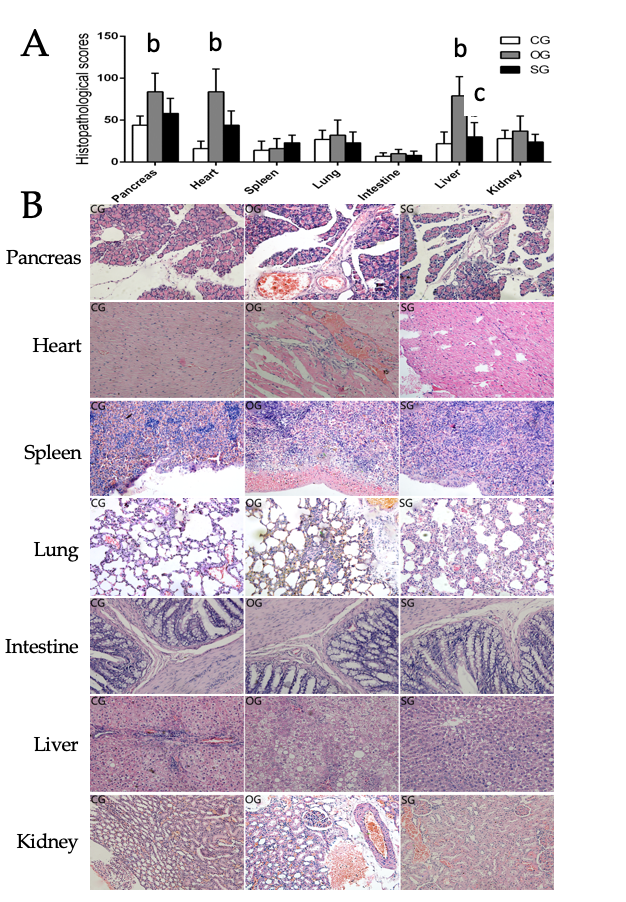 A
Histopathological scores
150
100
50
0
b
b
b
c
CG
OG
SG
Pancreas
Heart
Spleen
Lung
Intestine
Liver
Kidney
B
Pancreas
CG
OG
SG
Heart
CG
OG
SG
Spleen
CG
OG
SG
Lung
CG
OG
SG
Intestine
CG
OG
SG
Liver
CG
OG
SG
Kidney
CG
OG
SG